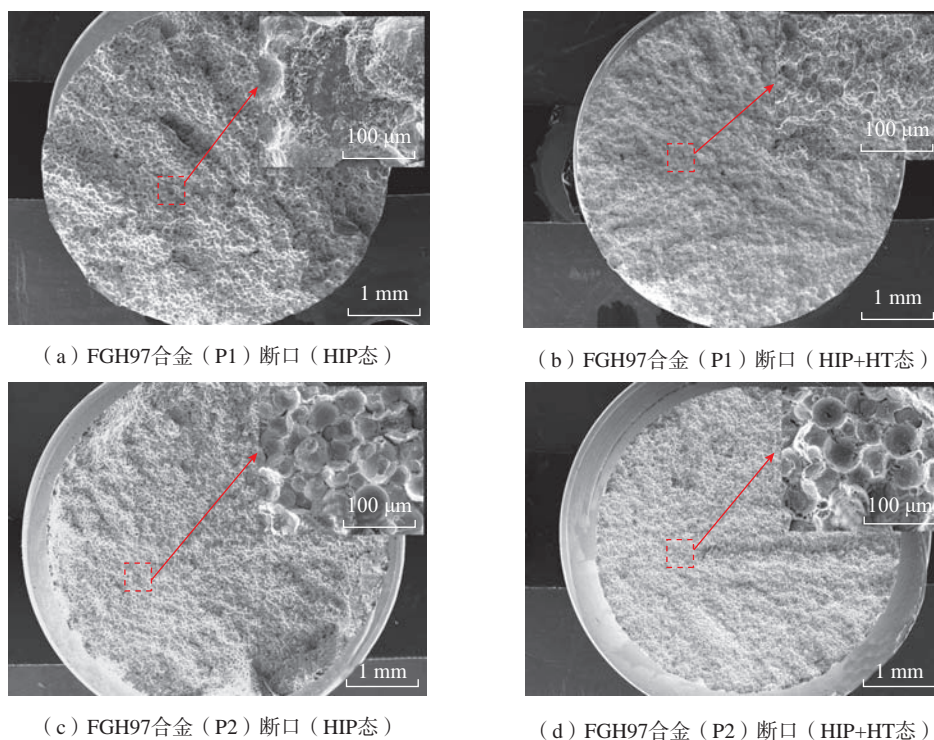 100 μm
1 mm
100 μm
1 mm
(a)FGH97合金(P1)断口(HIP态)
(b)FGH97合金(P1)断口(HIP+HT态)
100 μm
1 mm
100 μm
1 mm
(c)FGH97合金(P2)断口(HIP态)
(d)FGH97合金(P2)断口(HIP+HT态)